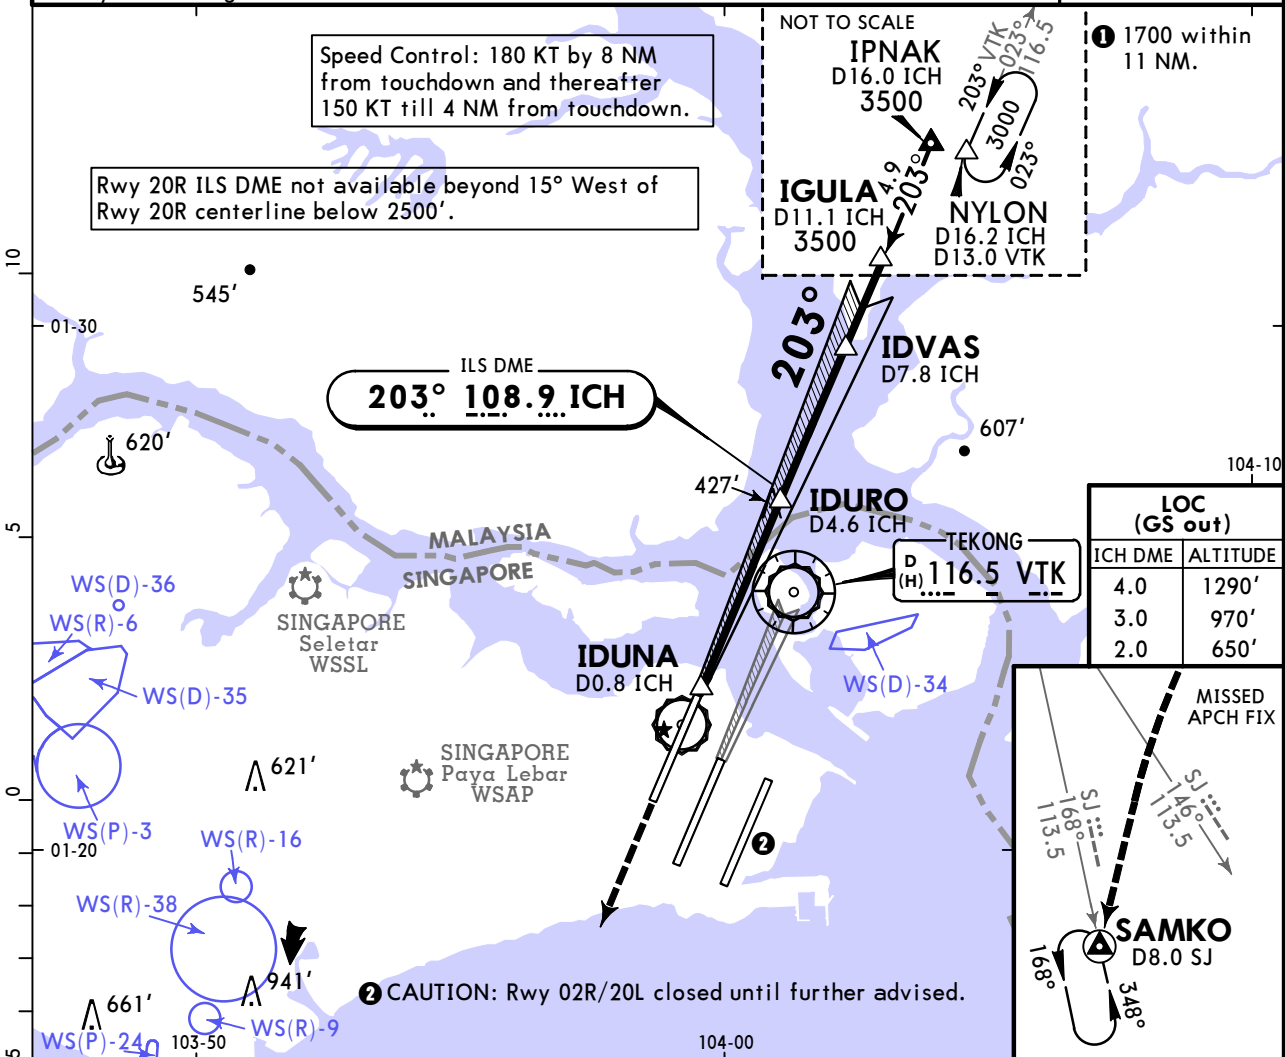 NOT TO SCALE
IPNAK
D16.0 ICH
3500
203°
VTK
023°
116.5
3000
023°
❶ 1700 within
11 NM.
Speed Control: 180 KT by 8 NM
from touchdown and thereafter
150 KT till 4 NM from touchdown.
Rwy 20R ILS DME not available beyond 15° West of
Rwy 20R centerline below 2500'.
4.9
203°
IGULA
D11.1 ICH
3500
NYLON
D16.2 ICH
D13.0 VTK
10
545'
01-30
203°
IDVAS
D7.8 ICH
ILS DME
203° 108.9 ICH
620'
607'
104-10
427'
IDURO
D4.6 ICH
5
MALAYSIA
SINGAPORE
TEKONG
D
(H) 116.5 VTK
LOC
(GS out)
ICH DME ALTITUDE
4.0 1290'
3.0 970'
2.0 650'
WS(D)-36
WS(R)-6
SINGAPORE
Seletar
WSSL
IDUNA
D0.8 ICH
WS(D)-34
WS(D)-35
MISSED
APCH FIX
SINGAPORE
Paya Lebar
WSAP
621'
0
WS(P)-3
WS(R)-16
01-20
❷
SJ
168°
113.5
SJ
146°
113.5
WS(R)-38
SAMKO
D8.0 SJ
168°
348°
941'
❷ CAUTION: Rwy 02R/20L closed until further advised.
661'
WS(R)-9
WS(P)-24
103-50
104-00
5